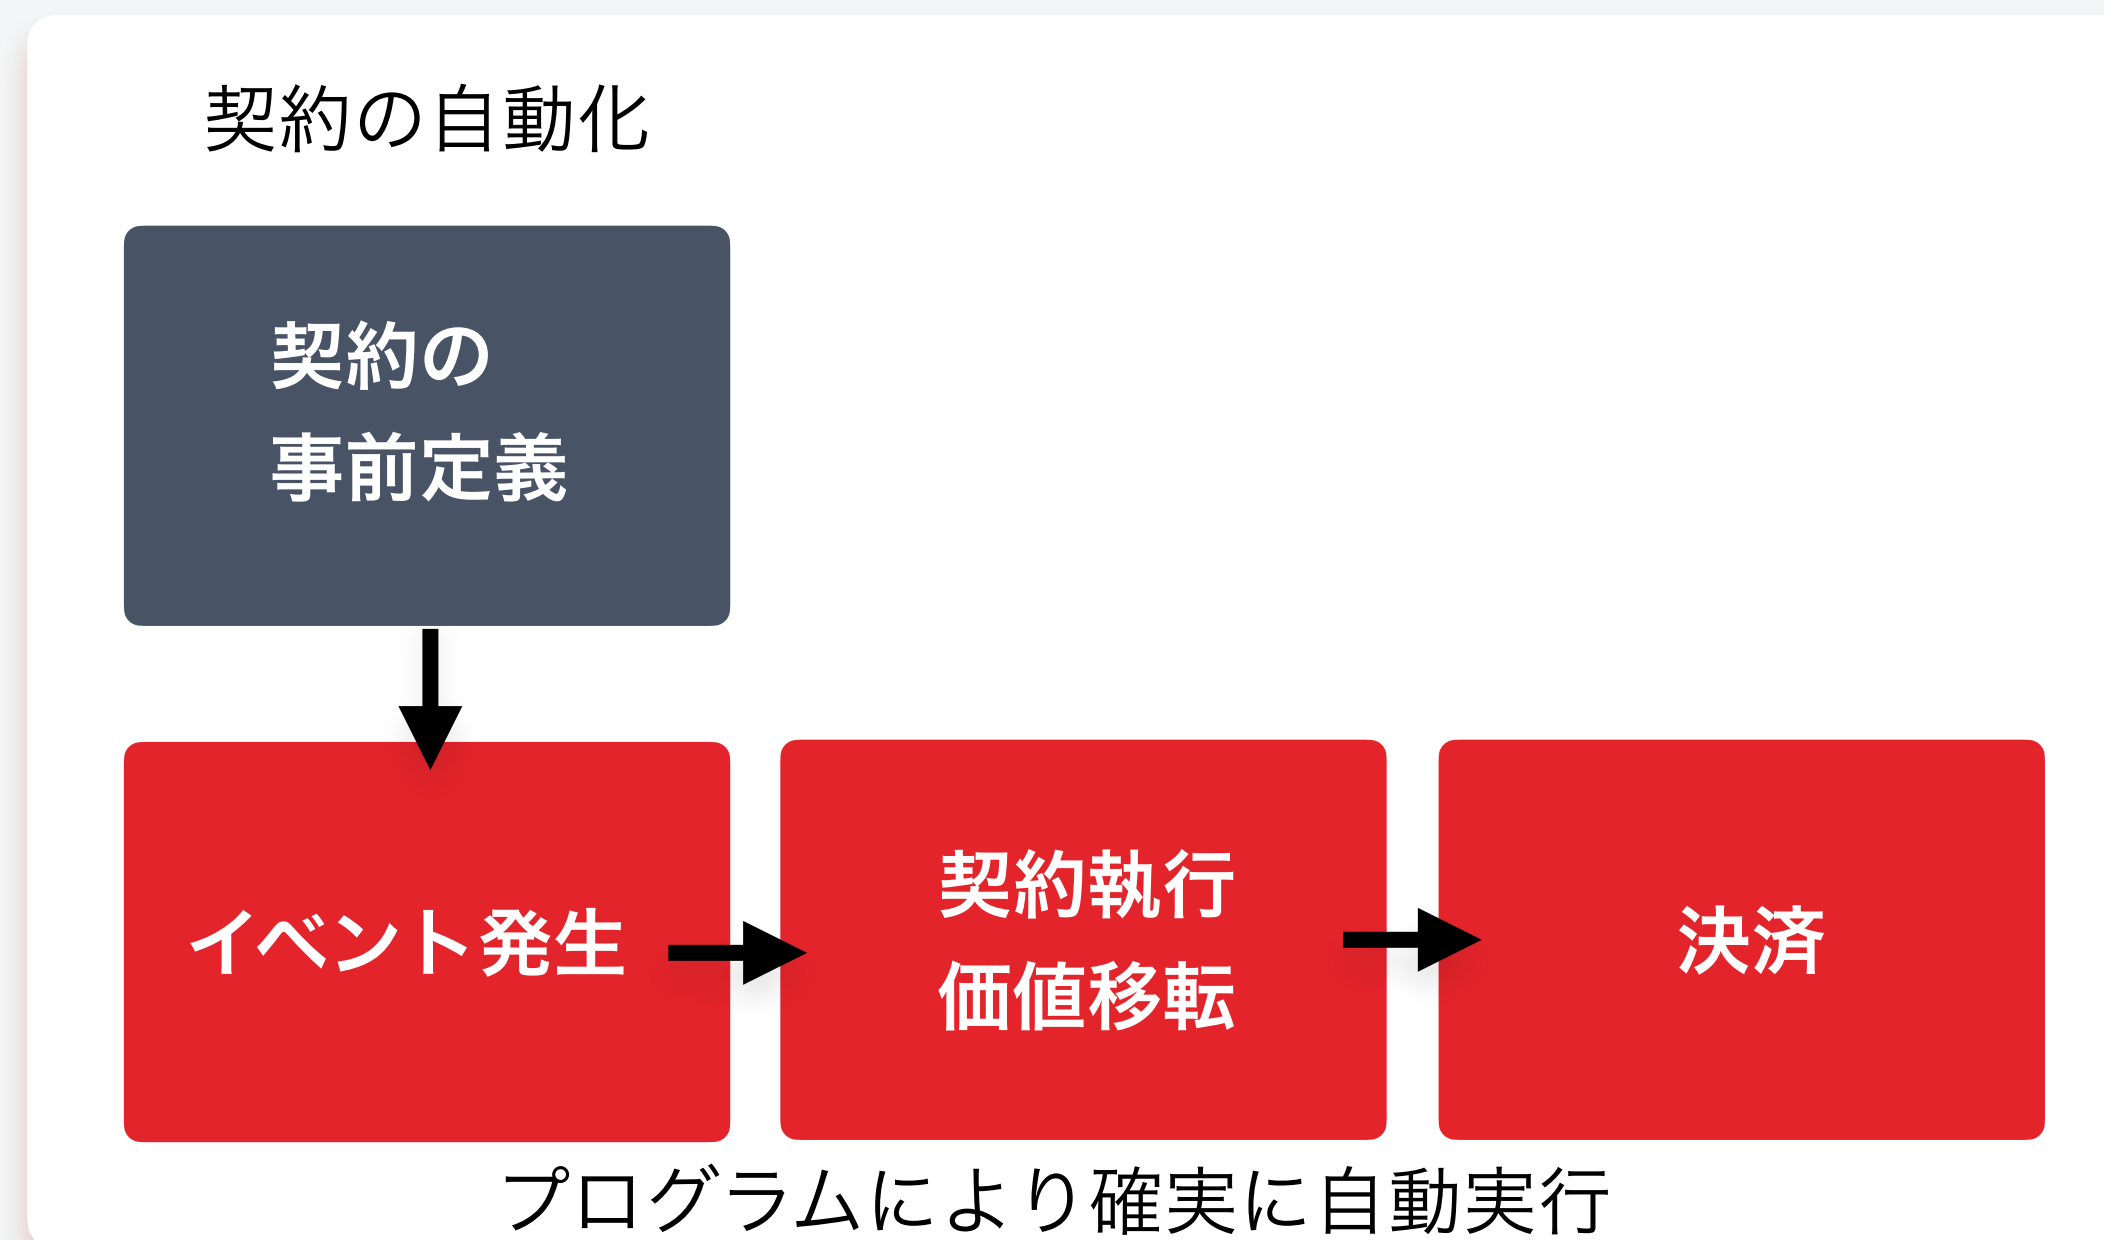 契約の自動化
契約の
事前定義
イベント発生
契約執行
価値移転
決済
プログラムにより確実に自動実行